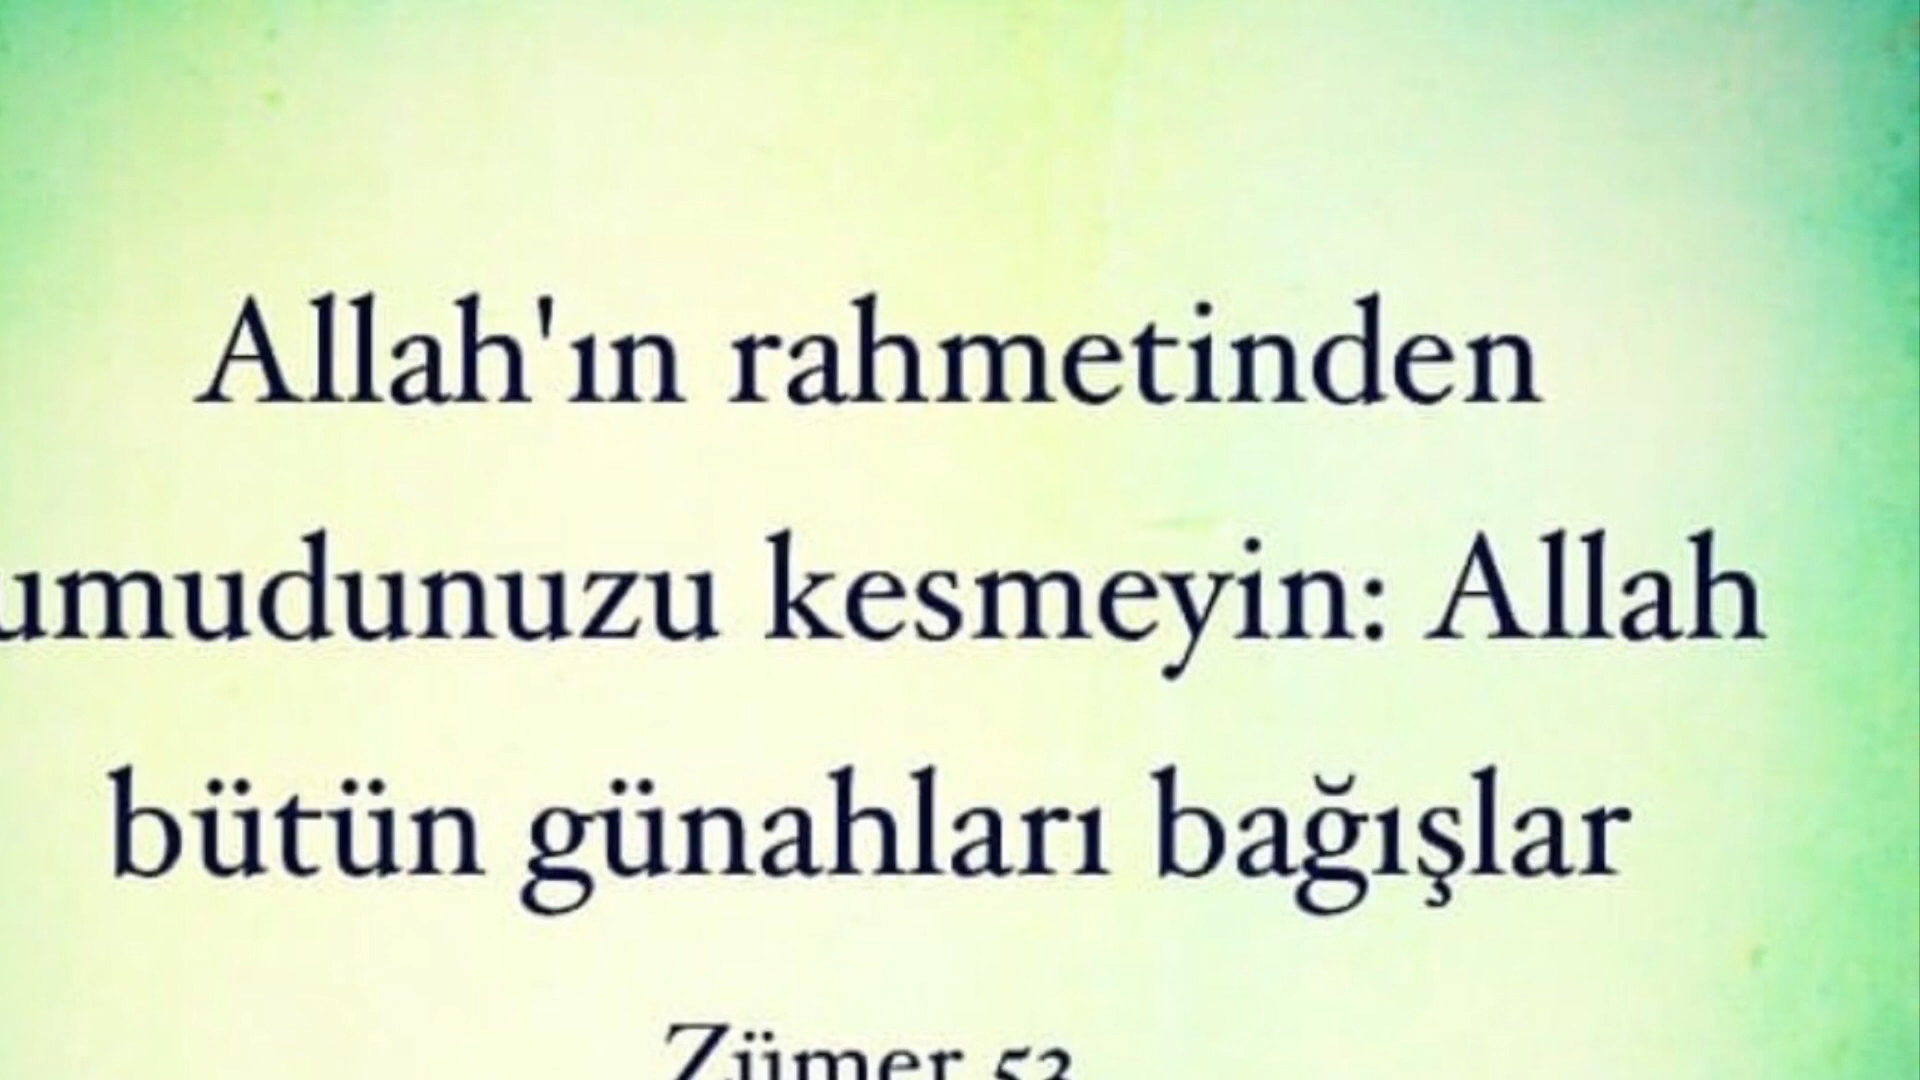 Allah'ın rahmetinden
umudunuzu kesmeyin: Allah
bütün günahları bağışlar
Zümer 53